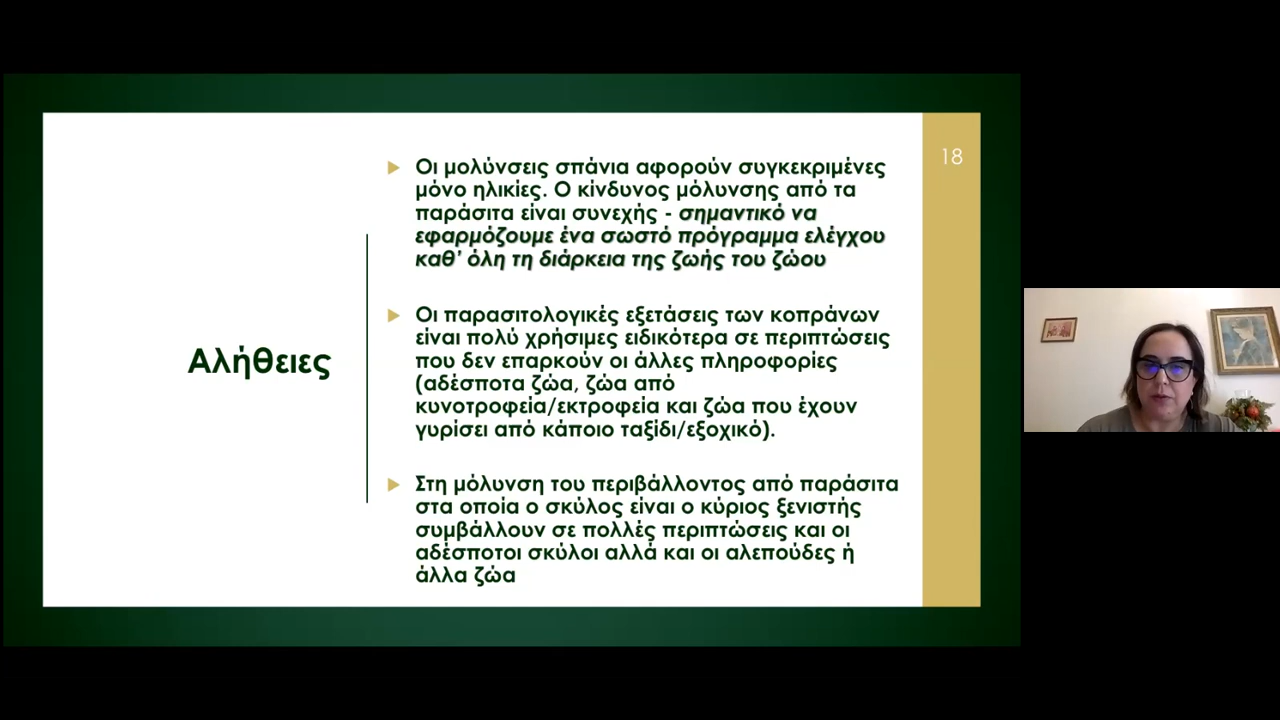 18
Αλήθειες
Οι μολύνσεις σπάνια αφορούν συγκεκριμένες
μόνο ηλικίες. Ο κίνδυνος μόλυνσης από τα
παράσιτα είναι συνεχής - σημαντικό να
εφαρμόζουμε ένα σωστό πρόγραμμα ελέγχου
καθ' όλη τη διάρκεια της ζωής του ζώου
Οι παρασιτολογικές εξετάσεις των κοπράνων
είναι πολύ χρήσιμες ειδικότερα σε περιπτώσεις
που δεν επαρκούν οι άλλες πληροφορίες
(αδέσποτα ζώα, ζώα από
κυνοτροφεία/εκτροφεία και ζώα που έχουν
γυρίσει από κάποιο ταξίδι/εξοχικό).
Στη μόλυνση του περιβάλλοντος από παράσιτα
στα οποία ο σκύλος είναι ο κύριος ξενιστής
συμβάλλουν σε πολλές περιπτώσεις και οι
αδέσποτοι σκύλοι αλλά και οι αλεπούδες ή
άλλα ζώα